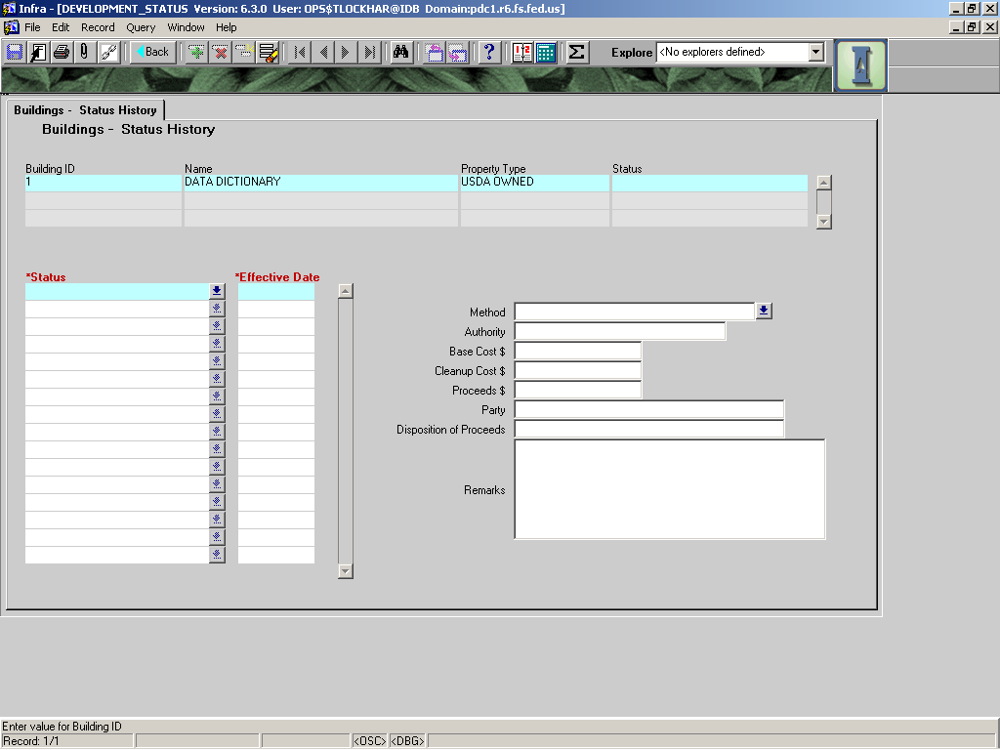 Infra - [DEVELOPMENT_STATUS Version: 6.3.0 User: OPS$TLOCKHAR@IDB Domain:pdc1.r6.fs.fed.us]
File Edit Record Query Window Help
Back Explore <No explorers defined>
Buildings - Status History
Buildings - Status History
Building ID Name Property Type Status
1 DATA DICTIONARY USDA OWNED
*Status *Effective Date
Method
Authority
Base Cost $
Cleanup Cost $
Proceeds $
Party
Disposition of Proceeds
Remarks
Enter value for Building ID
Record: 1/1 <OSC> <DBG>